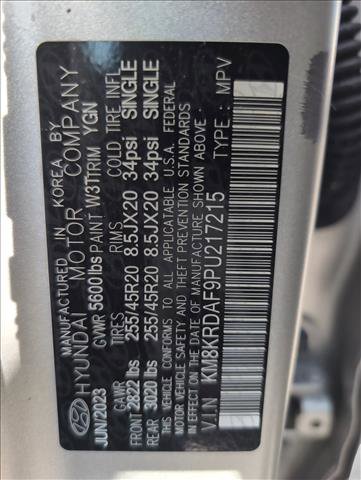 MANUFACTURED IN KOREA BY
HYUNDAI MOTOR COMPANY
JUN/2023 GVWR 5600 lbs PAINT W3T TRIM YGN
GAWR TIRES RIMS COLD TIRE INFL
FRONT 2822 lbs 255/45R20 8.5JX20 34psi SINGLE
REAR 3020 lbs 255/45R20 8.5JX20 34psi SINGLE
THIS VEHICLE CONFORMS TO ALL APPLICABLE U.S.A. FEDERAL
MOTOR VEHICLE SAFETY AND THEFT PREVENTION STANDARDS
IN EFFECT ON THE DATE OF MANUFACTURE SHOWN ABOVE.
V.I.N : KM8KRDAF9PU217215 TYPE : MPV